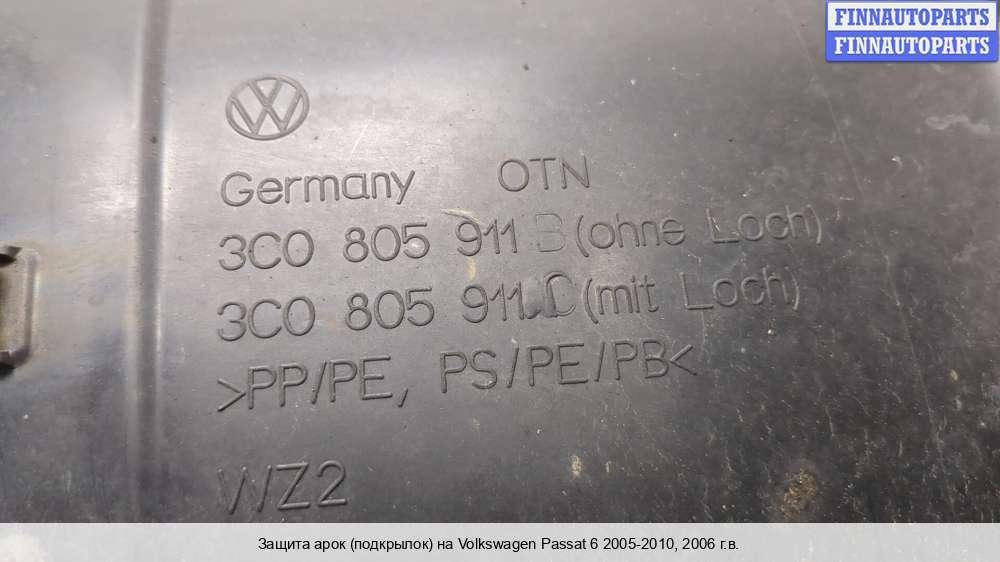 FINNAUTOPARTS
FINNAUTOPARTS
Germany OTN
3C0 805 911 B (ohne Loch)
3C0 805 911 C (mit Loch)
>PP/PE, PS/PE/PB<
WZ2
Защита арок (подкрылок) на Volkswagen Passat 6 2005-2010, 2006 г.в.